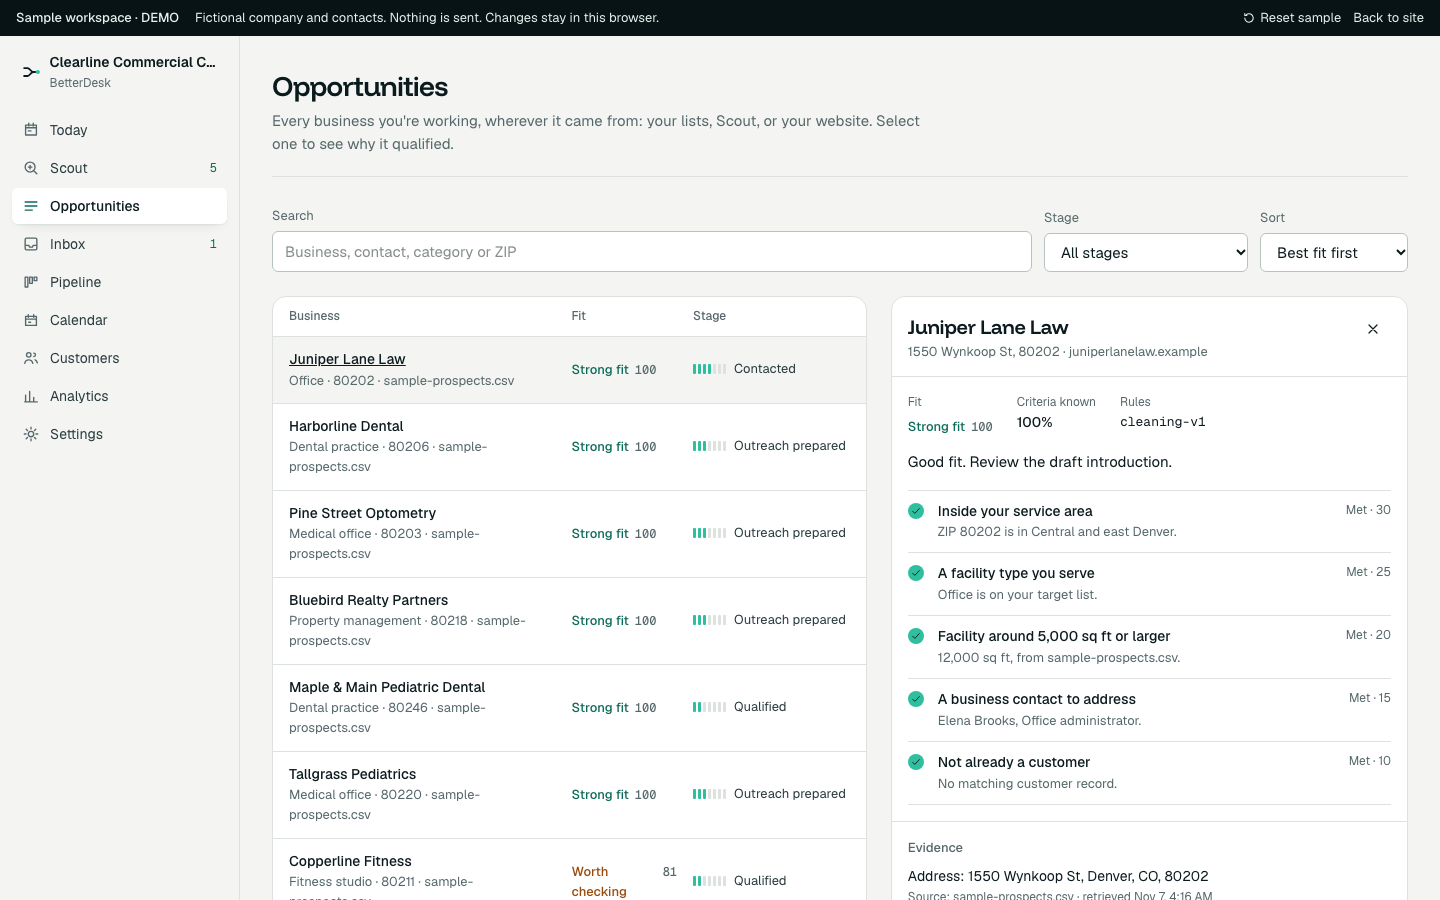 Sample workspace · DEMO Fictional company and contacts. Nothing is sent. Changes stay in this browser. Reset sample Back to site
Clearline Commercial C...
BetterDesk
Today
Scout 5
Opportunities
Inbox 1
Pipeline
Calendar
Customers
Analytics
Settings
Opportunities
Every business you're working, wherever it came from: your lists, Scout, or your website. Select
one to see why it qualified.
Search
Business, contact, category or ZIP
Stage
All stages
Sort
Best fit first
Business Fit Stage
Juniper Lane Law
Office · 80202 · sample-prospects.csv
Strong fit 100
Contacted
Harborline Dental
Dental practice · 80206 · sample-
prospects.csv
Strong fit 100
Outreach prepared
Pine Street Optometry
Medical office · 80203 · sample-
prospects.csv
Strong fit 100
Outreach prepared
Bluebird Realty Partners
Property management · 80218 · sample-
prospects.csv
Strong fit 100
Outreach prepared
Maple & Main Pediatric Dental
Dental practice · 80246 · sample-
prospects.csv
Strong fit 100
Qualified
Tallgrass Pediatrics
Medical office · 80220 · sample-
prospects.csv
Strong fit 100
Outreach prepared
Copperline Fitness
Fitness studio · 80211 · sample-
prospects.csv
Worth 81
checking
Qualified
Juniper Lane Law
1550 Wynkoop St, 80202 · juniperlanelaw.example
Fit Criteria known Rules
Strong fit 100 100% cleaning-v1
Good fit. Review the draft introduction.
Inside your service area Met · 30
ZIP 80202 is in Central and east Denver.
A facility type you serve Met · 25
Office is on your target list.
Facility around 5,000 sq ft or larger Met · 20
12,000 sq ft, from sample-prospects.csv.
A business contact to address Met · 15
Elena Brooks, Office administrator.
Not already a customer Met · 10
No matching customer record.
Evidence
Address: 1550 Wynkoop St, Denver, CO, 80202
Source: sample-prospects.csv · retrieved Nov 7, 4:16 AM